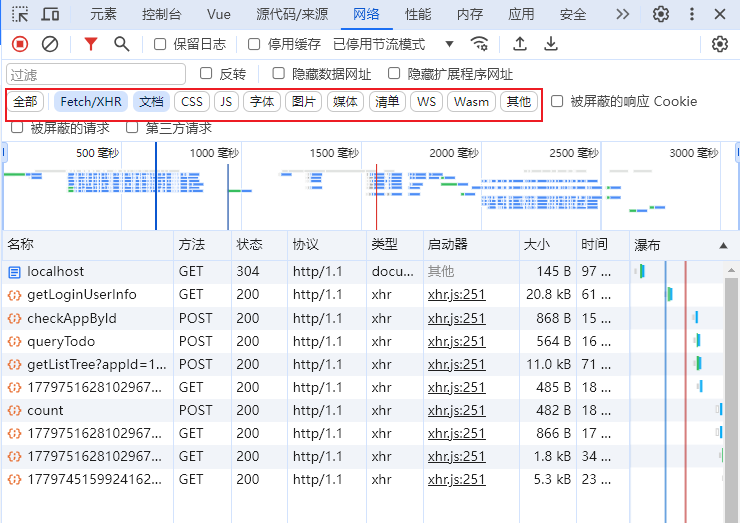 元素 控制台 Vue 源代码/来源 网络 性能 内存 应用 安全
保留日志 停用缓存 已停用节流模式
过滤 反转 隐藏数据网址 隐藏扩展程序网址
全部 Fetch/XHR 文档 CSS JS 字体 图片 媒体 清单 WS Wasm 其他 被屏蔽的响应 Cookie
被屏蔽的请求 第三方请求
500 毫秒 1000 毫秒 1500 毫秒 2000 毫秒 2500 毫秒 3000 毫秒
名称 方法 状态 协议 类型 启动器 大小 时间 瀑布
localhost GET 304 http/1.1 docu... 其他 145 B 97 ...
getLoginUserInfo GET 200 http/1.1 xhr xhr.js:251 20.8 kB 61 ...
checkAppById POST 200 http/1.1 xhr xhr.js:251 868 B 15 ...
queryTodo POST 200 http/1.1 xhr xhr.js:251 564 B 16 ...
getListTree?appId=1... POST 200 http/1.1 xhr xhr.js:251 11.0 kB 71 ...
1779751628102967... GET 200 http/1.1 xhr xhr.js:251 485 B 18 ...
count POST 200 http/1.1 xhr xhr.js:251 482 B 18 ...
1779751628102967... GET 200 http/1.1 xhr xhr.js:251 866 B 17 ...
1779751628102967... GET 200 http/1.1 xhr xhr.js:251 1.8 kB 34 ...
1779745159924162... GET 200 http/1.1 xhr xhr.js:251 5.3 kB 23 ...